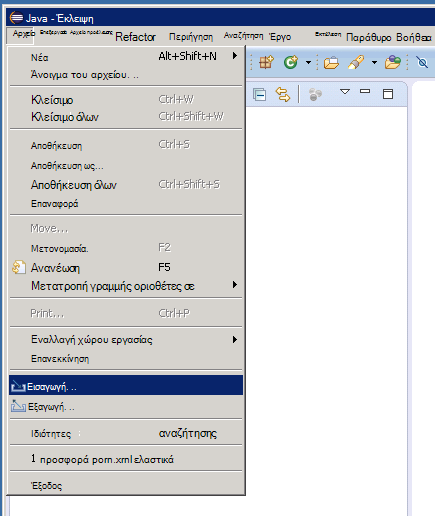 Java - Έκλειψη
Αρχείο Επεξεργασία Αρχείο προέλευσης Refactor Περιήγηση Αναζήτηση Έργο Εκτέλεση Παράθυρο Βοήθεια
Νέα Alt+Shift+N
Άνοιγμα του αρχείου. ..
Κλείσιμο Ctrl+W
Κλείσιμο όλων Ctrl+Shift+W
Αποθήκευση Ctrl+S
Αποθήκευση ως...
Αποθήκευση όλων Ctrl+Shift+S
Επαναφορά
Move...
Μετονομασία. F2
Ανανέωση F5
Μετατροπή γραμμής οριοθέτες σε
Print... Ctrl+P
Εναλλαγή χώρου εργασίας
Επανεκκίνηση
Εισαγωγή. ..
Εξαγωγή. ..
Ιδιότητες : αναζήτησης
1 προσφορά porn.xml ελαστικά
Έξοδος